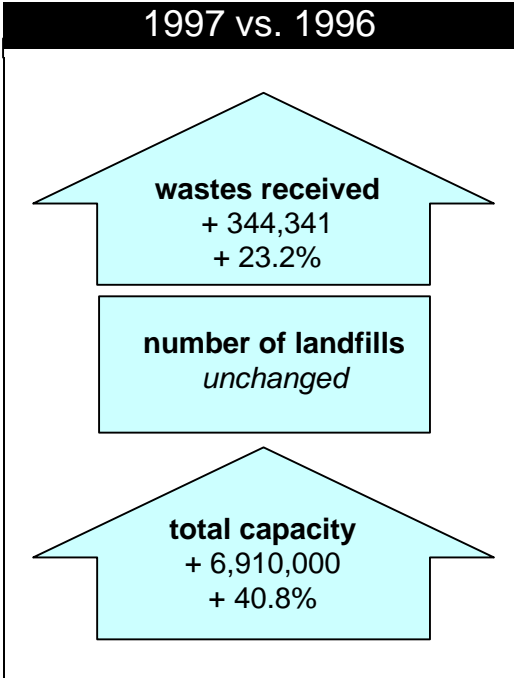 1997 vs. 1996
wastes received
+ 344,341
+ 23.2%
number of landfills
unchanged
total capacity
+ 6,910,000
+ 40.8%